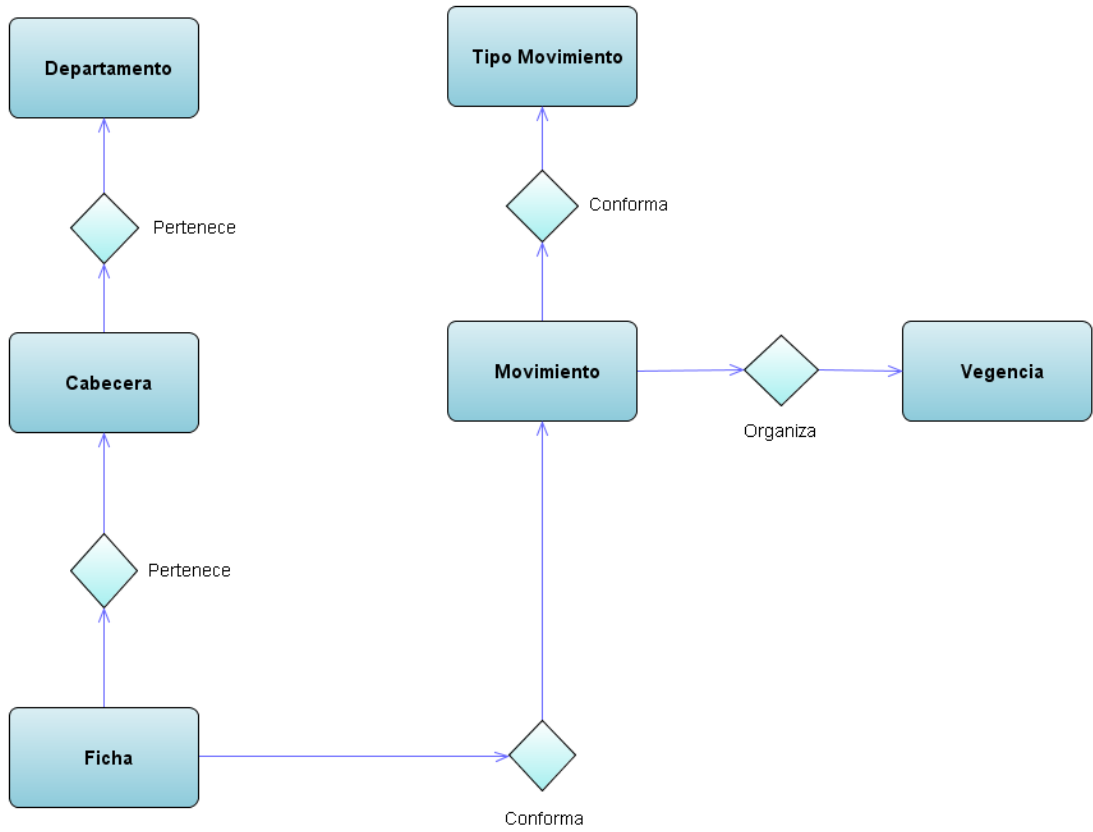 Departamento
Tipo Movimiento
Pertenece
Conforma
Cabecera
Movimiento
Vegencia
Organiza
Pertenece
Ficha
Conforma